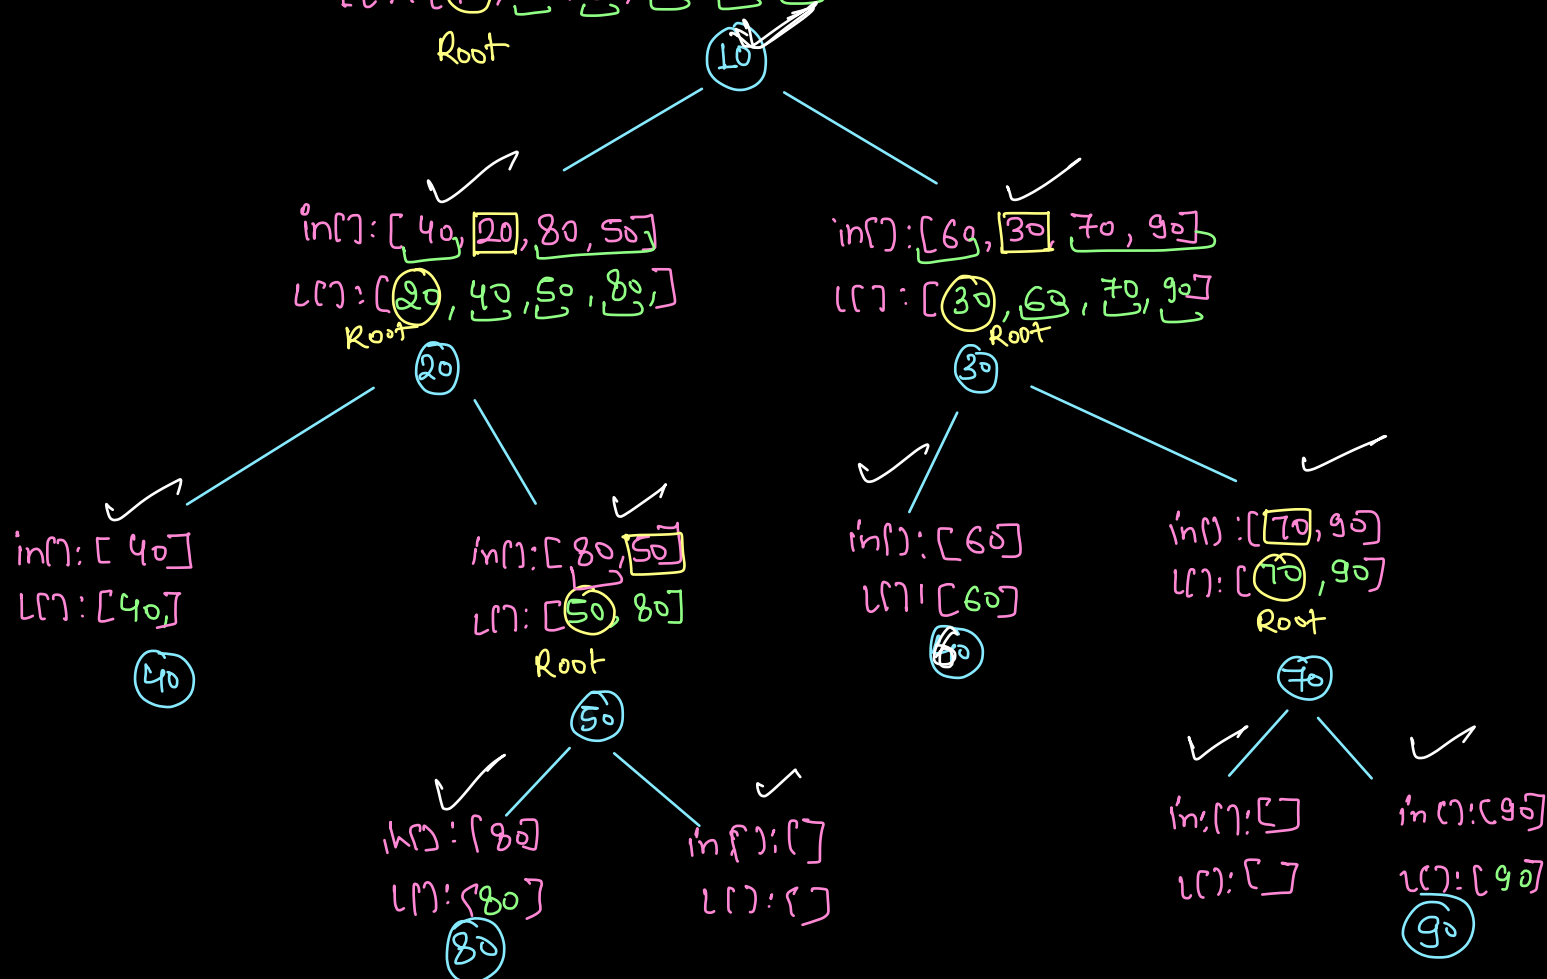 Root
10
in[]:[ 40, 20, 80, 50]
l[]:[20, 40, 50, 80,]
Root
20
in[]:[60, 30, 70, 90]
l[]:[30, 60, 70, 90]
Root
30
in[]:[ 40]
l[]:[40,]
40
in[]:[ 80, 50]
l[]:[50, 80]
Root
50
in[]:[60]
l[]:[60]
60
in[]:[70, 90]
l[]:[70, 90]
Root
70
in[]:[80]
l[]:[80]
80
in[]:[]
l[]:[]
in:[]:[]
l[]:[]
in[]:[90]
l[]:[90]
90